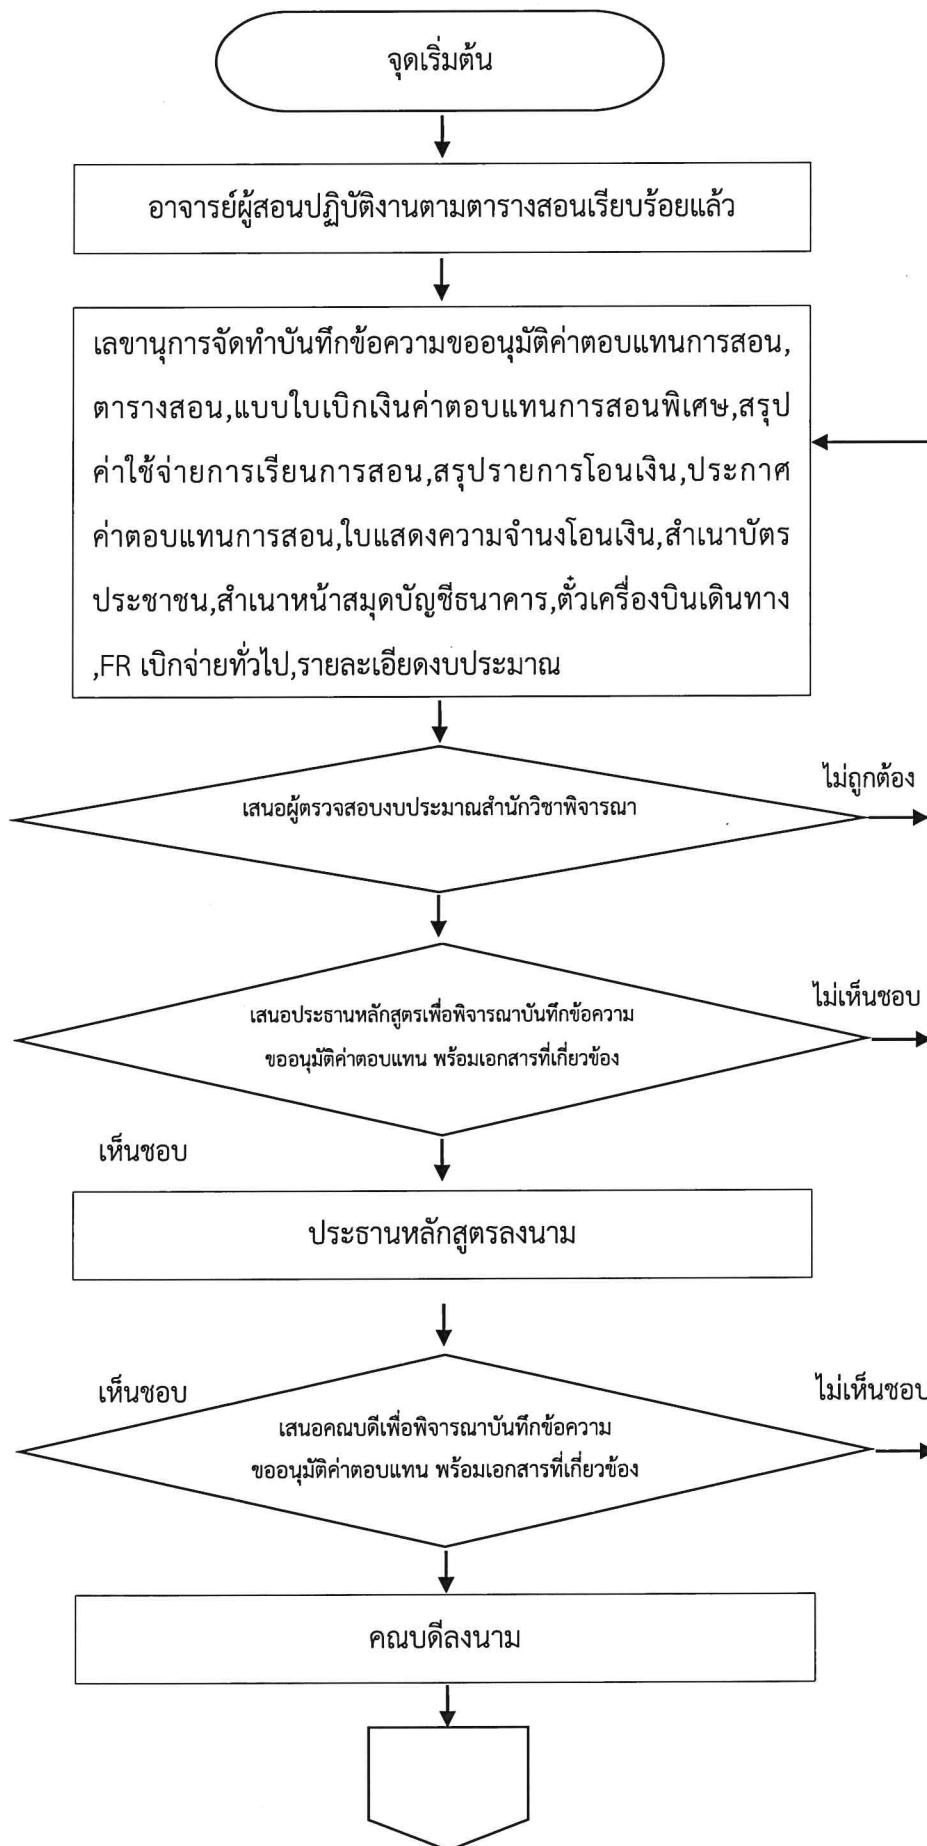 จุดเริ่มต้น
อาจารย์ผู้สอนปฏิบัติงานตามตารางสอนเรียบร้อยแล้ว
เลขานุการจัดทำบันทึกข้อความขออนุมัติค่าตอบแทนการสอน,
ตารางสอน,แบบใบเบิกเงินค่าตอบแทนการสอนพิเศษ,สรุป
ค่าใช้จ่ายการเรียนการสอน,สรุปรายการโอนเงิน,ประกาศ
ค่าตอบแทนการสอน,ใบแสดงความจำนงโอนเงิน,สำเนาบัตร
ประชาชน,สำเนาหน้าสมุดบัญชีธนาคาร,ตั๋วเครื่องบินเดินทาง
,FR เบิกจ่ายทั่วไป,รายละเอียดงบประมาณ
ไม่ถูกต้อง
เสนอผู้ตรวจสอบงบประมาณสำนักวิชาพิจารณา
ไม่เห็นชอบ
เสนอประธานหลักสูตรเพื่อพิจารณาบันทึกข้อความ
ขออนุมัติค่าตอบแทน พร้อมเอกสารที่เกี่ยวข้อง
เห็นชอบ
ประธานหลักสูตรลงนาม
เห็นชอบ
ไม่เห็นชอบ
เสนอคณบดีเพื่อพิจารณาบันทึกข้อความ
ขออนุมัติค่าตอบแทน พร้อมเอกสารที่เกี่ยวข้อง
คณบดีลงนาม